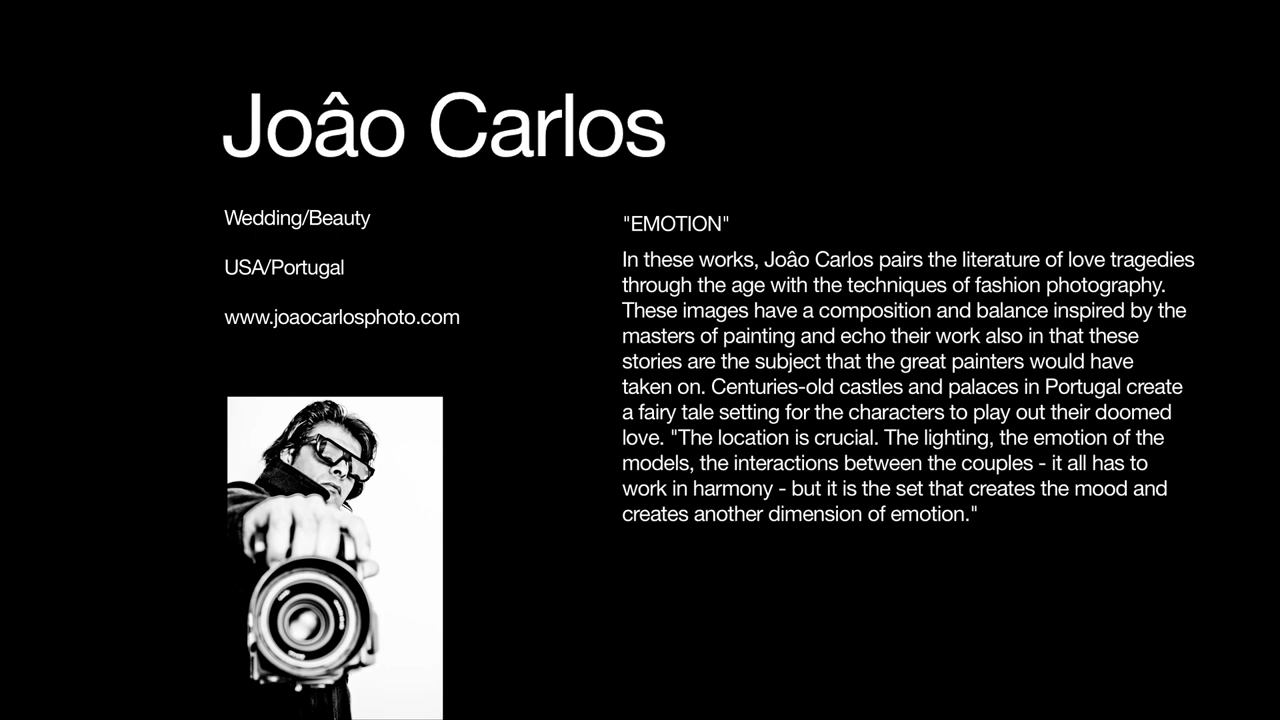 Joâo Carlos
Wedding/Beauty
USA/Portugal
www.joaocarlosphoto.com
"EMOTION"
In these works, Joâo Carlos pairs the literature of love tragedies
through the age with the techniques of fashion photography.
These images have a composition and balance inspired by the
masters of painting and echo their work also in that these
stories are the subject that the great painters would have
taken on. Centuries-old castles and palaces in Portugal create
a fairy tale setting for the characters to play out their doomed
love. "The location is crucial. The lighting, the emotion of the
models, the interactions between the couples - it all has to
work in harmony - but it is the set that creates the mood and
creates another dimension of emotion."